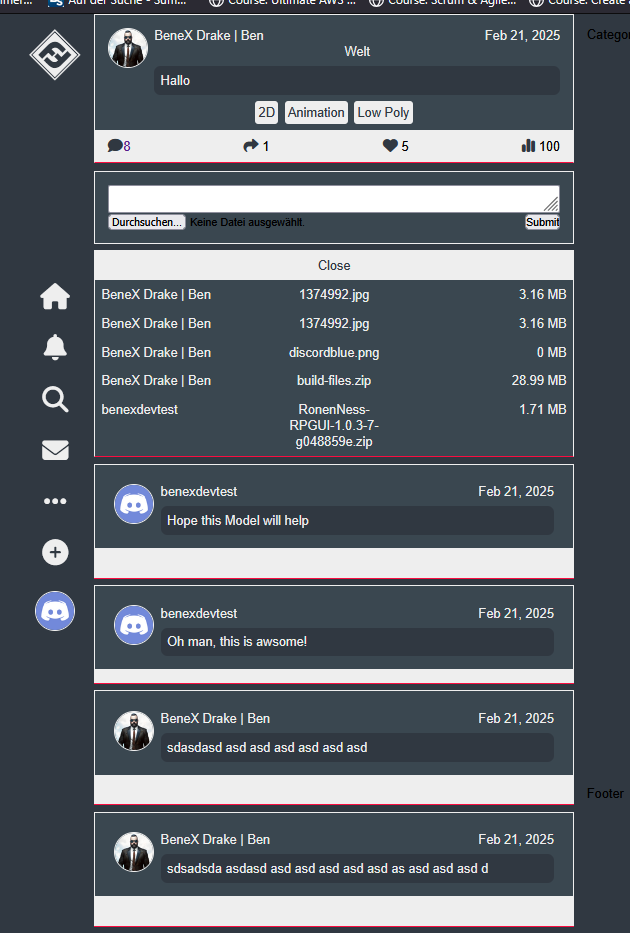 Auf der Suche - Sum...
Course: Ultimate AWS ...
Course: Scrum & Agile...
Course: Create a
BeneX Drake | Ben
Feb 21, 2025
Categor
Welt
Hallo
2D
Animation
Low Poly
8
1
5
100
Durchsuchen...
Keine Datei ausgewählt.
Submit
Close
BeneX Drake | Ben 1374992.jpg 3.16 MB
BeneX Drake | Ben 1374992.jpg 3.16 MB
BeneX Drake | Ben discordblue.png 0 MB
BeneX Drake | Ben build-files.zip 28.99 MB
benexdevtest RonenNess- 1.71 MB
RPGUI-1.0.3-7-
g048859e.zip
benexdevtest
Feb 21, 2025
Hope this Model will help
benexdevtest
Feb 21, 2025
Oh man, this is awsome!
BeneX Drake | Ben
Feb 21, 2025
sdasdasd asd asd asd asd asd asd
Footer
BeneX Drake | Ben
Feb 21, 2025
sdsadsda asdasd asd asd asd asd asd as asd asd asd d